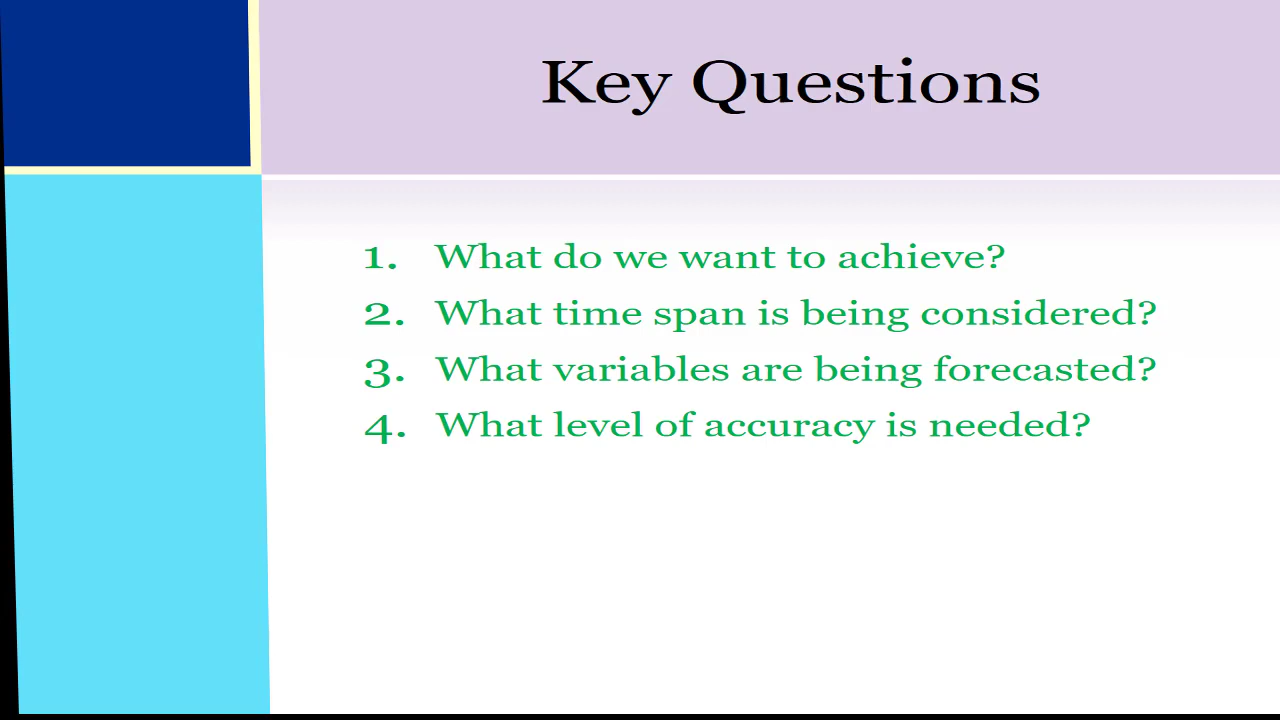 Key Questions
1. What do we want to achieve?
2. What time span is being considered?
3. What variables are being forecasted?
4. What level of accuracy is needed?